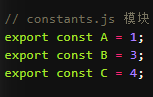 // constants.js 模块
export const A = 1;
export const B = 3;
export const C = 4;